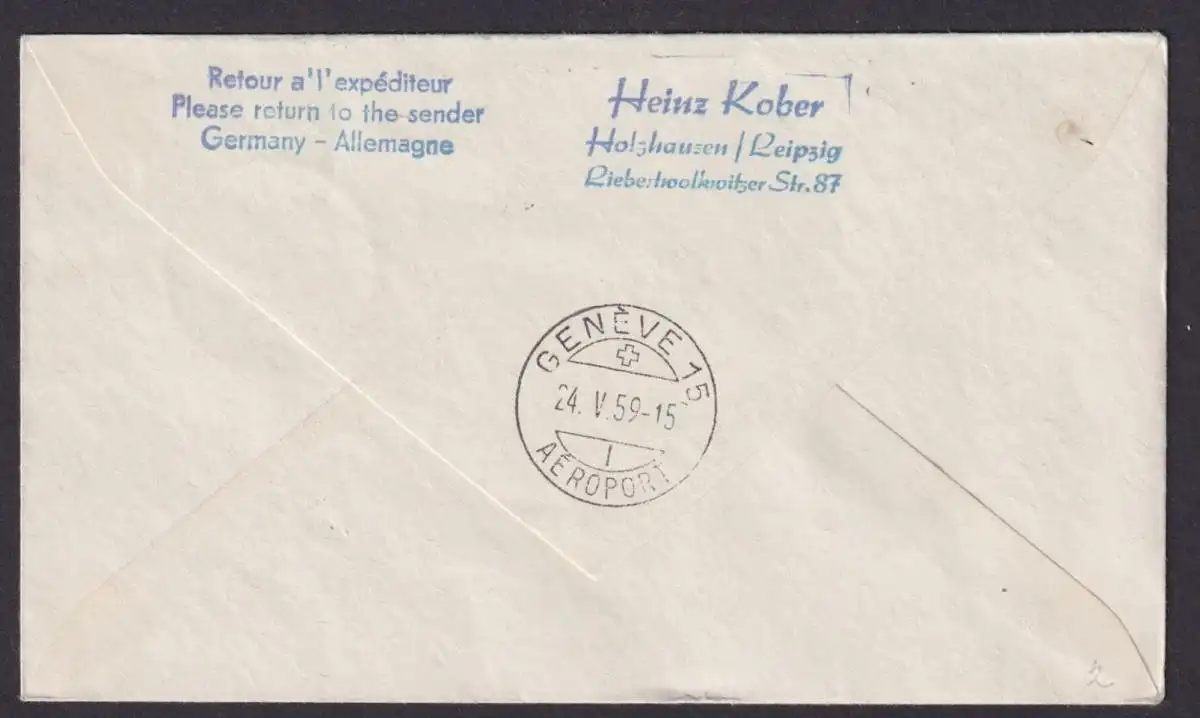 Retour a'l'expéditeur
Please return to the sender
Germany – Allemagne
Heinz Kober
Holzhausen / Leipzig
Liebertwolkwitzer Str. 87
GENÈVE 15
24. V. 59-15
1
AÉROPORT
2